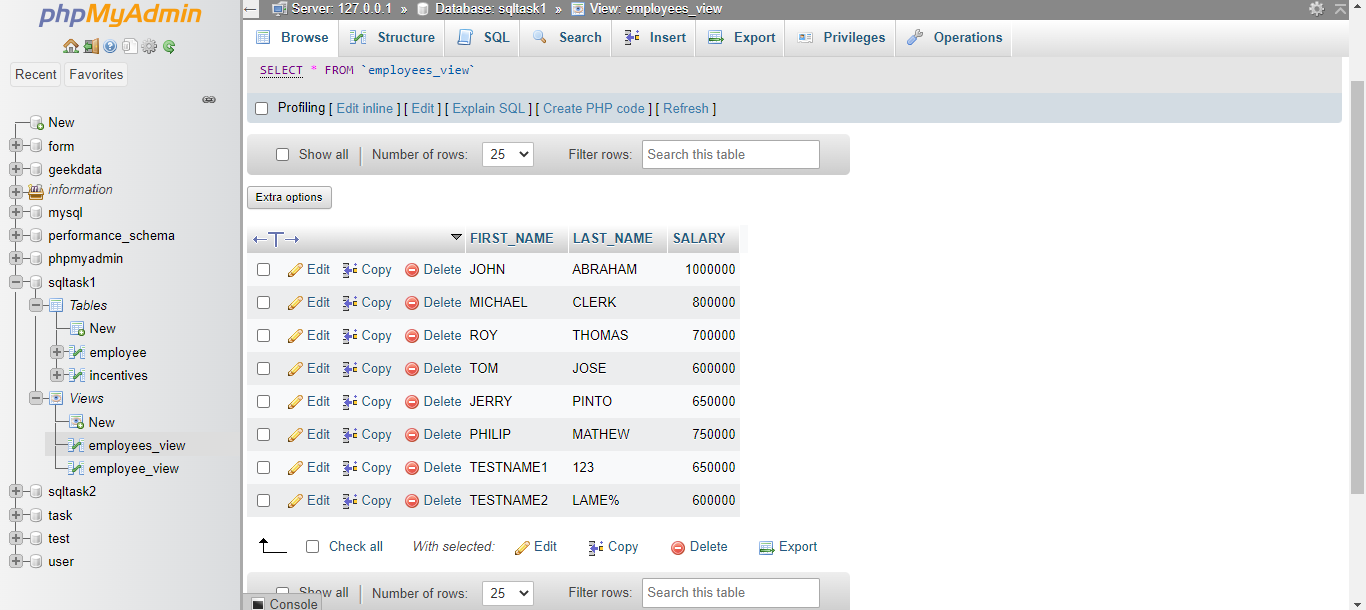 phpMyAdmin
Recent Favorites
New
form
geekdata
information
mysql
performance_schema
phpmyadmin
sqltask1
Tables
New
employee
incentives
Views
New
employees_view
employee_view
sqltask2
task
test
user
Server: 127.0.0.1 » Database: sqltask1 » View: employees_view
Browse Structure SQL Search Insert Export Privileges Operations
SELECT * FROM `employees_view`
Profiling [ Edit inline ] [ Edit ] [ Explain SQL ] [ Create PHP code ] [ Refresh ]
Show all | Number of rows: 25 Filter rows: Search this table
Extra options
←T→ FIRST_NAME LAST_NAME SALARY
Edit Copy Delete JOHN ABRAHAM 1000000
Edit Copy Delete MICHAEL CLERK 800000
Edit Copy Delete ROY THOMAS 700000
Edit Copy Delete TOM JOSE 600000
Edit Copy Delete JERRY PINTO 650000
Edit Copy Delete PHILIP MATHEW 750000
Edit Copy Delete TESTNAME1 123 650000
Edit Copy Delete TESTNAME2 LAME% 600000
Check all With selected: Edit Copy Delete Export
Show all | Number of rows: 25 Filter rows: Search this table
Console